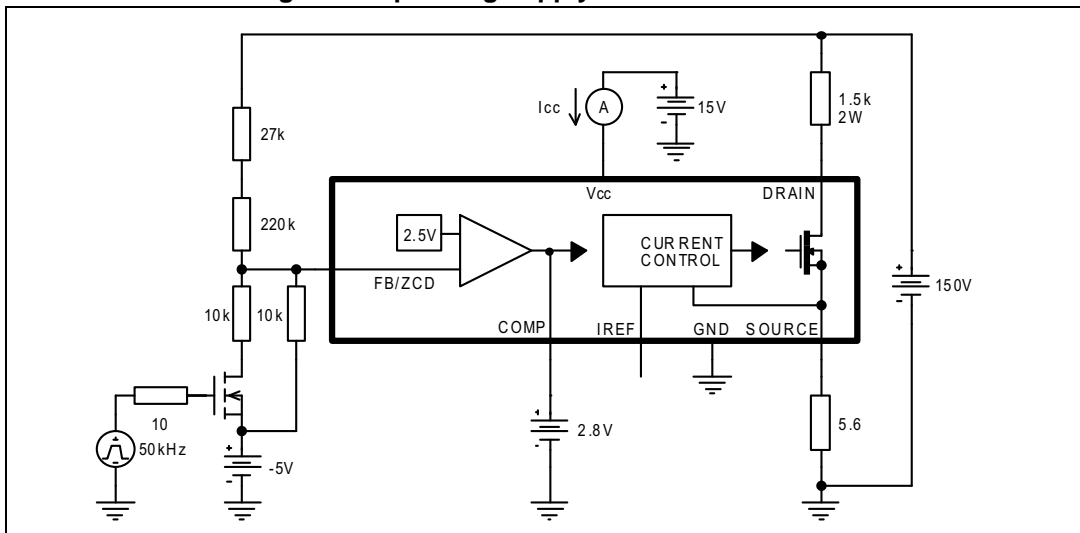 1.5k
2W
Icc
A
15V
27k
Vcc
DRAIN
220k
2.5V
CURRENT
CONTROL
FB/ZCD
150V
10k
10k
COMP
IREF
GND
SOURCE
10
50kHz
2.8V
5.6
-5V